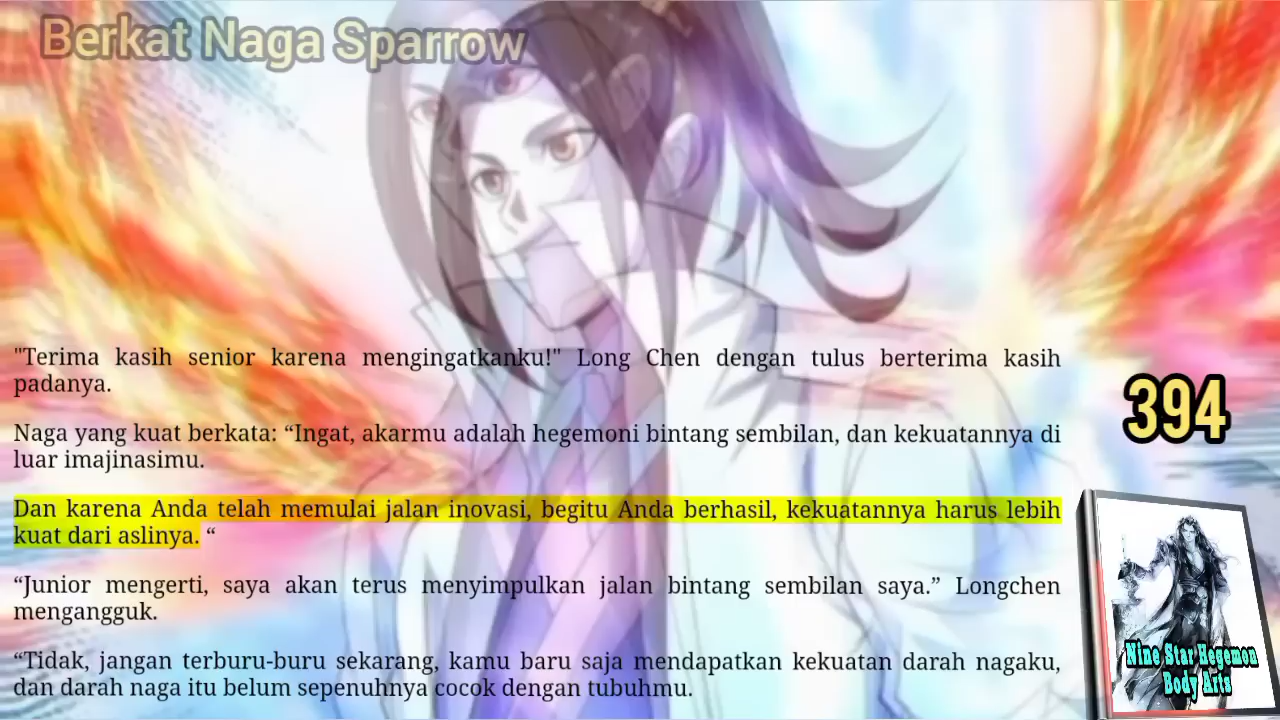 Berkat Naga Sparrow
"Terima kasih senior karena mengingatkanku!" Long Chen dengan tulus berterima kasih
padanya.
Naga yang kuat berkata: “Ingat, akarmu adalah hegemoni bintang sembilan, dan kekuatannya di
luar imajinasimu.
Dan karena Anda telah memulai jalan inovasi, begitu Anda berhasil, kekuatannya harus lebih
kuat dari aslinya. “
“Junior mengerti, saya akan terus menyimpulkan jalan bintang sembilan saya.” Longchen
mengangguk.
“Tidak, jangan terburu-buru sekarang, kamu baru saja mendapatkan kekuatan darah nagaku,
dan darah naga itu belum sepenuhnya cocok dengan tubuhmu.
394
Nine Star Hegemon
Body Arts